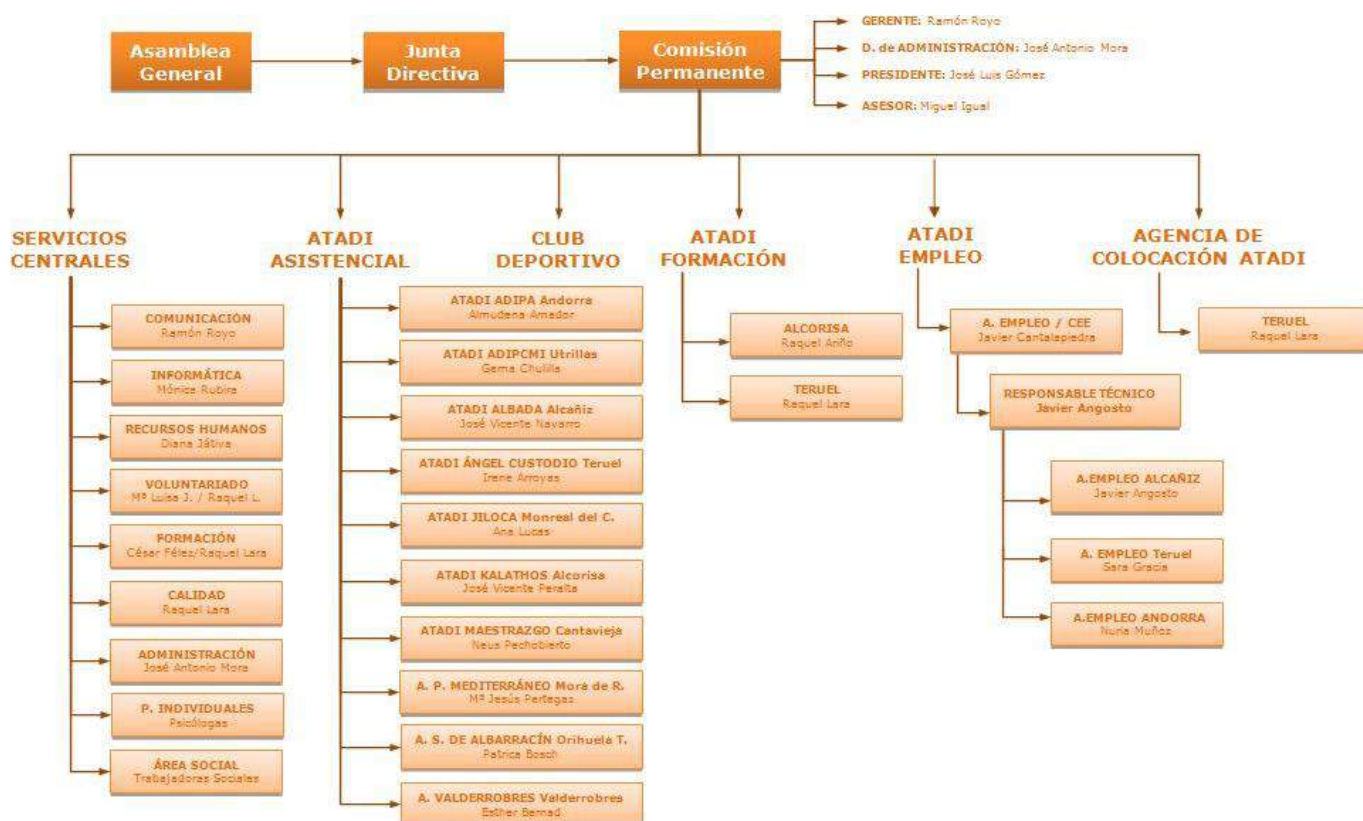 Asamblea
General
Junta
Directiva
Comisión
Permanente
GERENTE: Ramón Royo
D. de ADMINISTRACIÓN: José Antonio Mora
PRESIDENTE: José Luis Gómez
ASESOR: Miguel Igual
SERVICIOS
CENTRALES
COMUNICACIÓN
Ramón Royo
INFORMÁTICA
Mónica Rubira
RECURSOS HUMANOS
Diana Játiva
VOLUNTARIADO
Mª Luisa J. / Raquel L.
FORMACIÓN
César Félez/Raquel Lara
CALIDAD
Raquel Lara
ADMINISTRACIÓN
José Antonio Mora
P. INDIVIDUALES
Psicólogas
ÁREA SOCIAL
Trabajadoras Sociales
ATADI
ASISTENCIAL
CLUB
DEPORTIVO
ATADI ADIPA Andorra
Almudena Amador
ATADI ADIPCMI Utrillas
Gema Chulilla
ATADI ALBADA Alcañiz
José Vicente Navarro
ATADI ÁNGEL CUSTODIO Teruel
Irene Arroyas
ATADI JILOCA Monreal del C.
Ana Lucas
ATADI KALATHOS Alcorisa
José Vicente Peralta
ATADI MAESTRAZGO Cantavieja
Neus Pechobierto
A. P. MEDITERRÁNEO Mora de R.
Mª Jesús Pertegas
A. S. DE ALBARRACÍN Orihuela T.
Patrica Bosch
A. VALDERROBRES Valderrobres
Esther Bernad
ATADI
FORMACIÓN
ALCORISA
Raquel Ariño
TERUEL
Raquel Lara
ATADI
EMPLEO
A. EMPLEO / CEE
Javier Cantalapiedra
RESPONSABLE TÉCNICO
Javier Angosto
A.EMPLEO ALCAÑIZ
Javier Angosto
A. EMPLEO Teruel
Sara Gracia
A.EMPLEO ANDORRA
Nuria Muñoz
AGENCIA DE
COLOCACIÓN ATADI
TERUEL
Raquel Lara